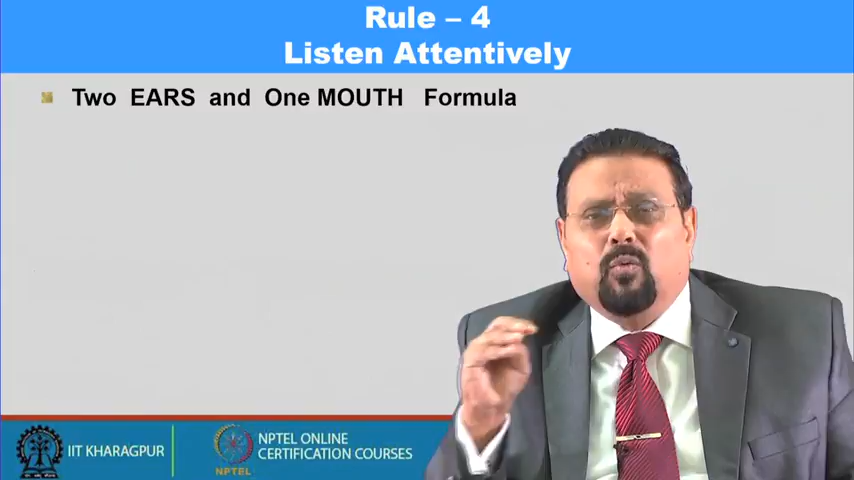 Rule – 4
Listen Attentively
Two EARS and One MOUTH Formula
IIT KHARAGPUR
NPTEL
NPTEL ONLINE
CERTIFICATION COURSES